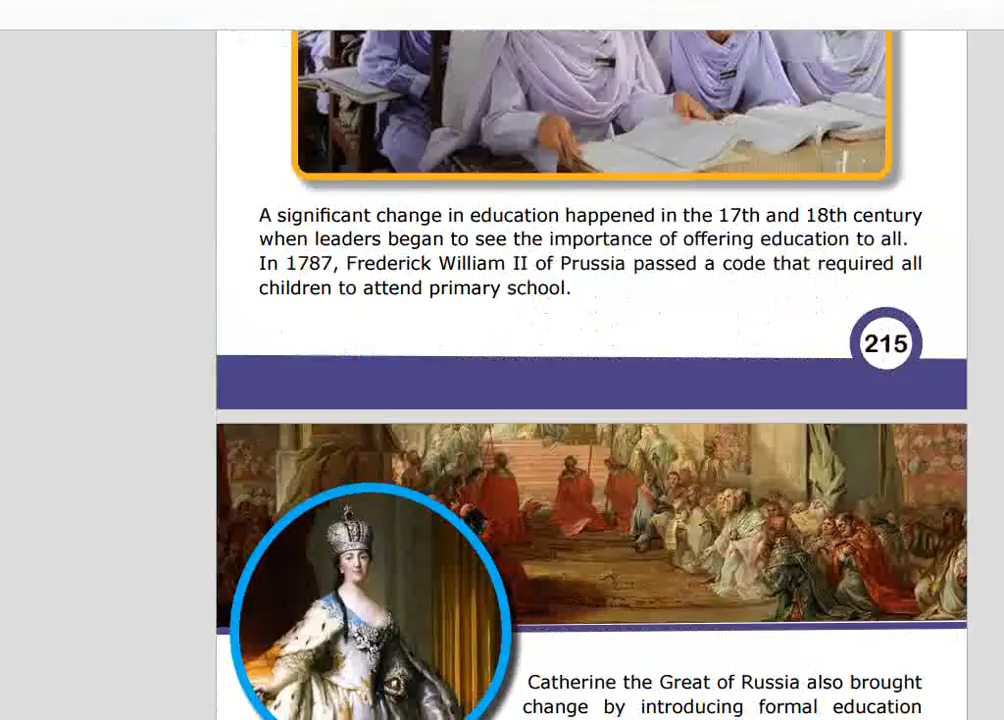 A significant change in education happened in the 17th and 18th century
when leaders began to see the importance of offering education to all.
In 1787, Frederick William II of Prussia passed a code that required all
children to attend primary school.
215
Catherine the Great of Russia also brought
change by introducing formal education